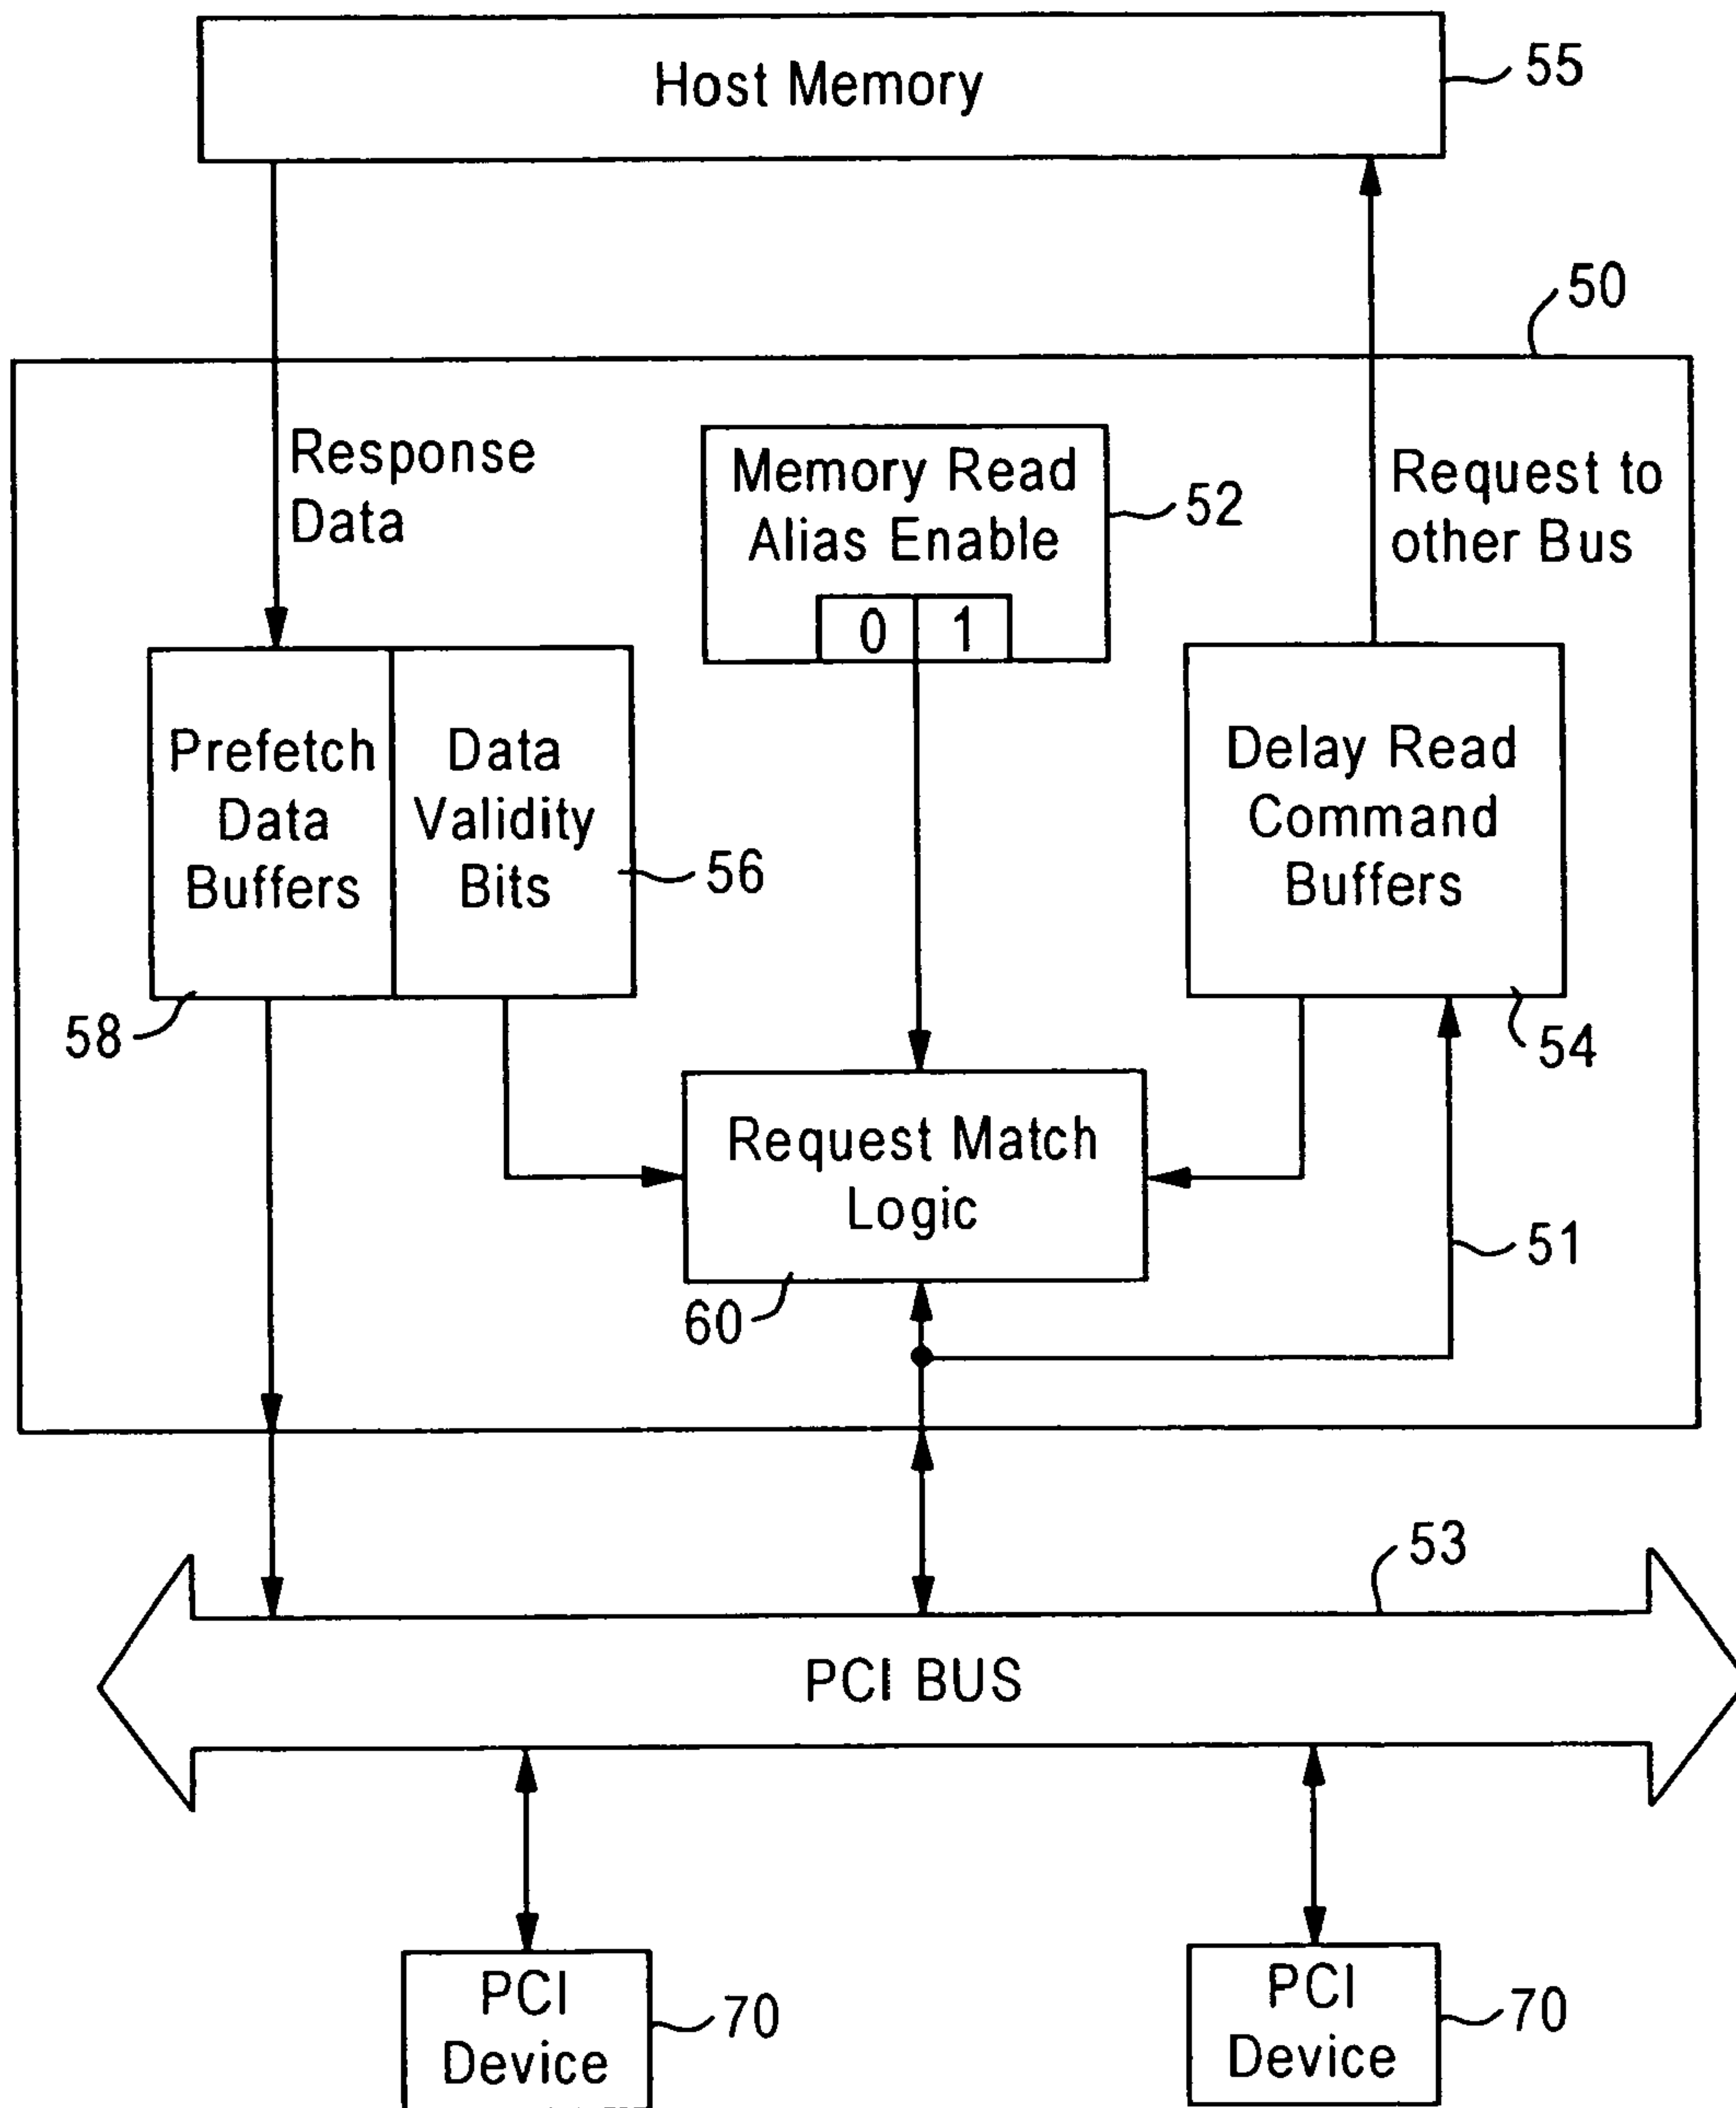 Host Memory
55
50
Response
Data
Memory Read
Alias Enable
0 1
52
Request to
other Bus
Prefetch
Data
Buffers
Data
Validity
Bits
56
Delay Read
Command
Buffers
58
54
Request Match
Logic
51
60
53
PCI BUS
PCI
Device
70
PCI
Device
70